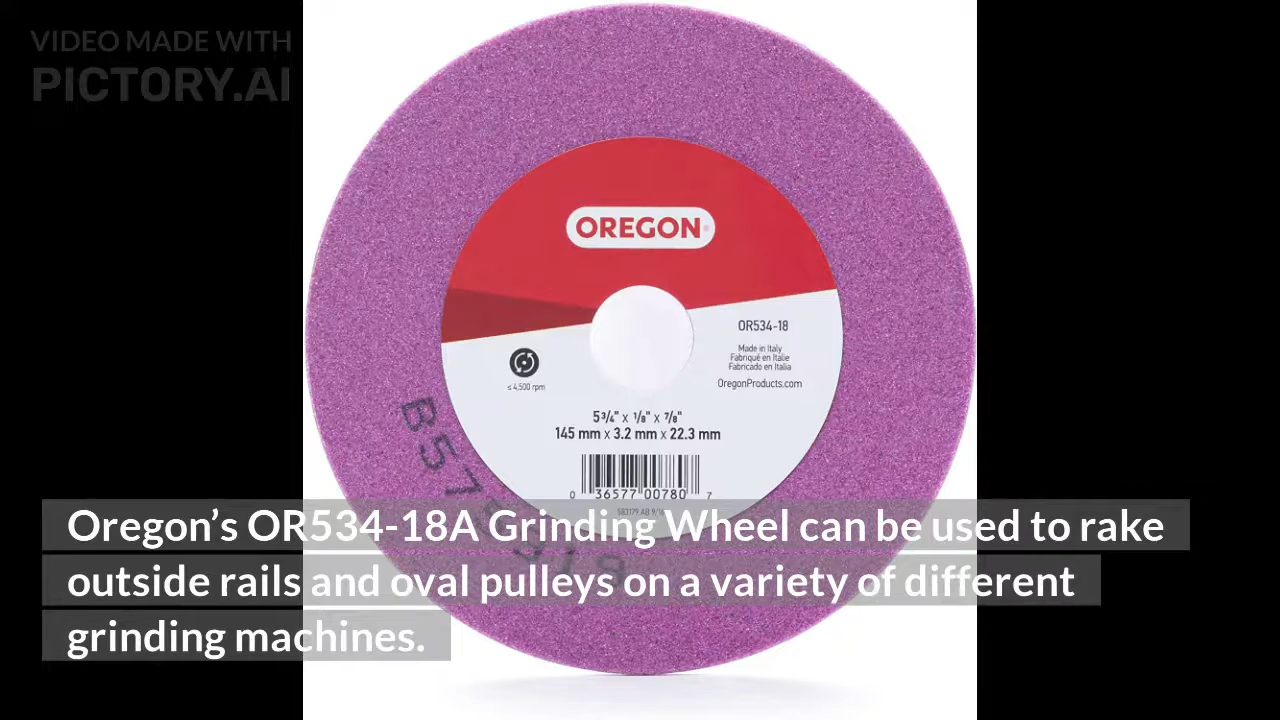 VIDEO MADE WITH
PICTORY.AI
OREGON
OR534-18
Made in Italy
Fabriqué en Italie
Fabricado en Italia
OregonProducts.com
≤ 4,500 rpm
5 3/4" x 1/8" x 7/8"
145 mm x 3.2 mm x 22.3 mm
0 36577 00780 7
Oregon’s OR534-18A Grinding Wheel can be used to rake
outside rails and oval pulleys on a variety of different
grinding machines.